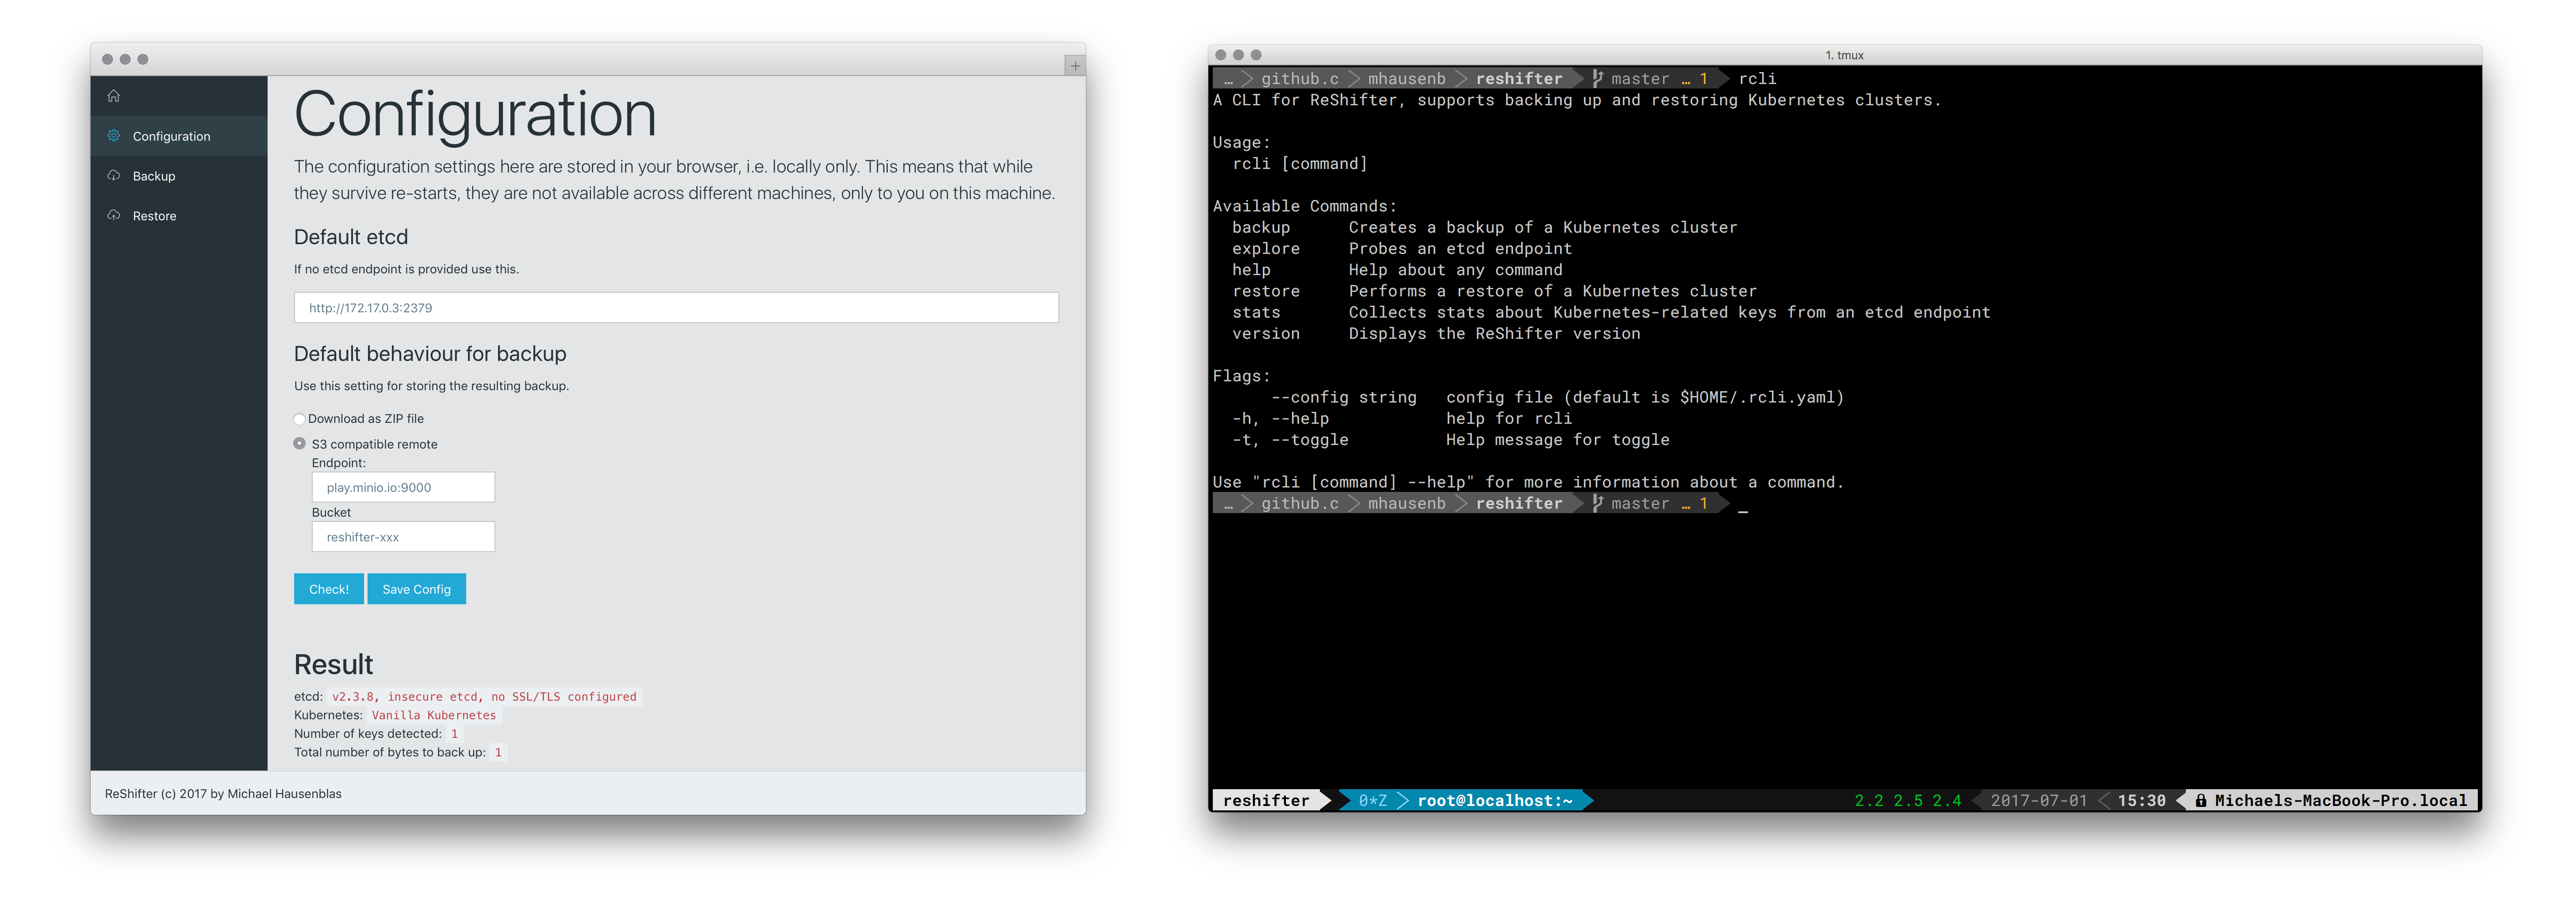 Configuration
Backup
Restore
Configuration
The configuration settings here are stored in your browser, i.e. locally only. This means that while
they survive re-starts, they are not available across different machines, only to you on this machine.
Default etcd
If no etcd endpoint is provided use this.
http://172.17.0.3:2379
Default behaviour for backup
Use this setting for storing the resulting backup.
Download as ZIP file
S3 compatible remote
Endpoint:
play.minio.io:9000
Bucket
reshifter-xxx
Check! Save Config
Result
etcd: v2.3.8, insecure etcd, no SSL/TLS configured
Kubernetes: Vanilla Kubernetes
Number of keys detected: 1
Total number of bytes to back up: 1
ReShifter (c) 2017 by Michael Hausenblas
1. tmux
… github.c mhausenb reshifter master … 1 rcli
A CLI for ReShifter, supports backing up and restoring Kubernetes clusters.
Usage:
rcli [command]
Available Commands:
backup Creates a backup of a Kubernetes cluster
explore Probes an etcd endpoint
help Help about any command
restore Performs a restore of a Kubernetes cluster
stats Collects stats about Kubernetes-related keys from an etcd endpoint
version Displays the ReShifter version
Flags:
--config string config file (default is $HOME/.rcli.yaml)
-h, --help help for rcli
-t, --toggle Help message for toggle
Use "rcli [command] --help" for more information about a command.
… github.c mhausenb reshifter master … 1 _
reshifter 0*Z root@localhost:~ 2.2 2.5 2.4 2017-07-01 15:30 Michaels-MacBook-Pro.local